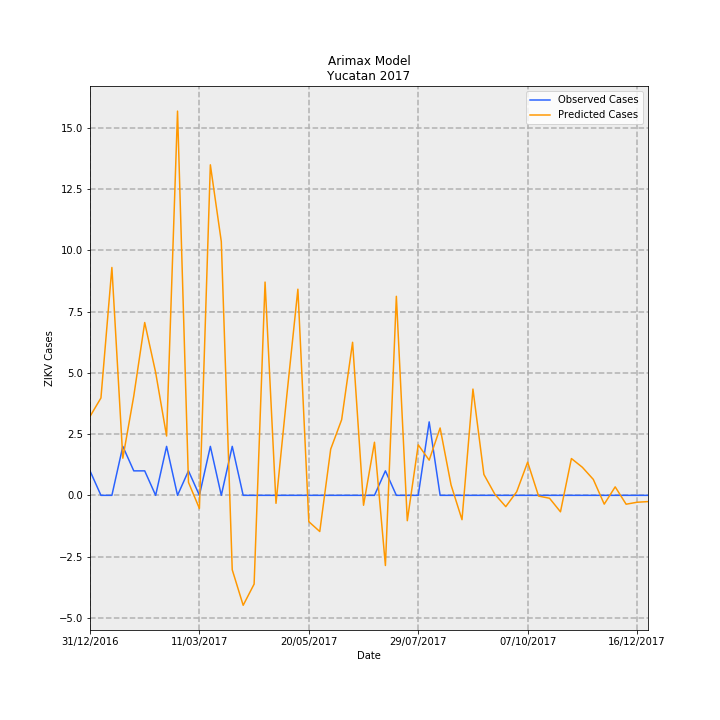 Arimax Model
Yucatan 2017
Observed Cases
Predicted Cases
15.0
12.5
10.0
7.5
5.0
2.5
0.0
−2.5
−5.0
ZIKV Cases
31/12/2016 11/03/2017 20/05/2017 29/07/2017 07/10/2017 16/12/2017
Date